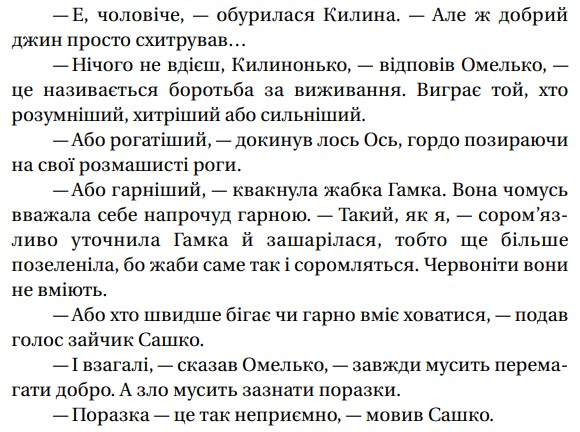 — Е, чоловіче, — обурилася Килина. — Але ж добрий
джин просто схитрував…
— Нічого не вдієш, Килинонько, — відповів Омелько, —
це називається боротьба за виживання. Виграє той, хто
розумніший, хитріший або сильніший.
— Або рогатіший, — докинув лось Ось, гордо позираючи
на свої розмашисті роги.
— Або гарніший, — квакнула жабка Гамка. Вона чомусь
вважала себе напрочуд гарною. — Такий, як я, — сором’яз-
ливо уточнила Гамка й зашарілася, тобто ще більше
позеленіла, бо жаби саме так і соромляться. Червоніти вони
не вміють.
— Або хто швидше бігає чи гарно вміє ховатися, — подав
голос зайчик Сашко.
— І взагалі, — сказав Омелько, — завжди мусить перема-
гати добро. А зло мусить зазнати поразки.
— Поразка — це так неприємно, — мовив Сашко.